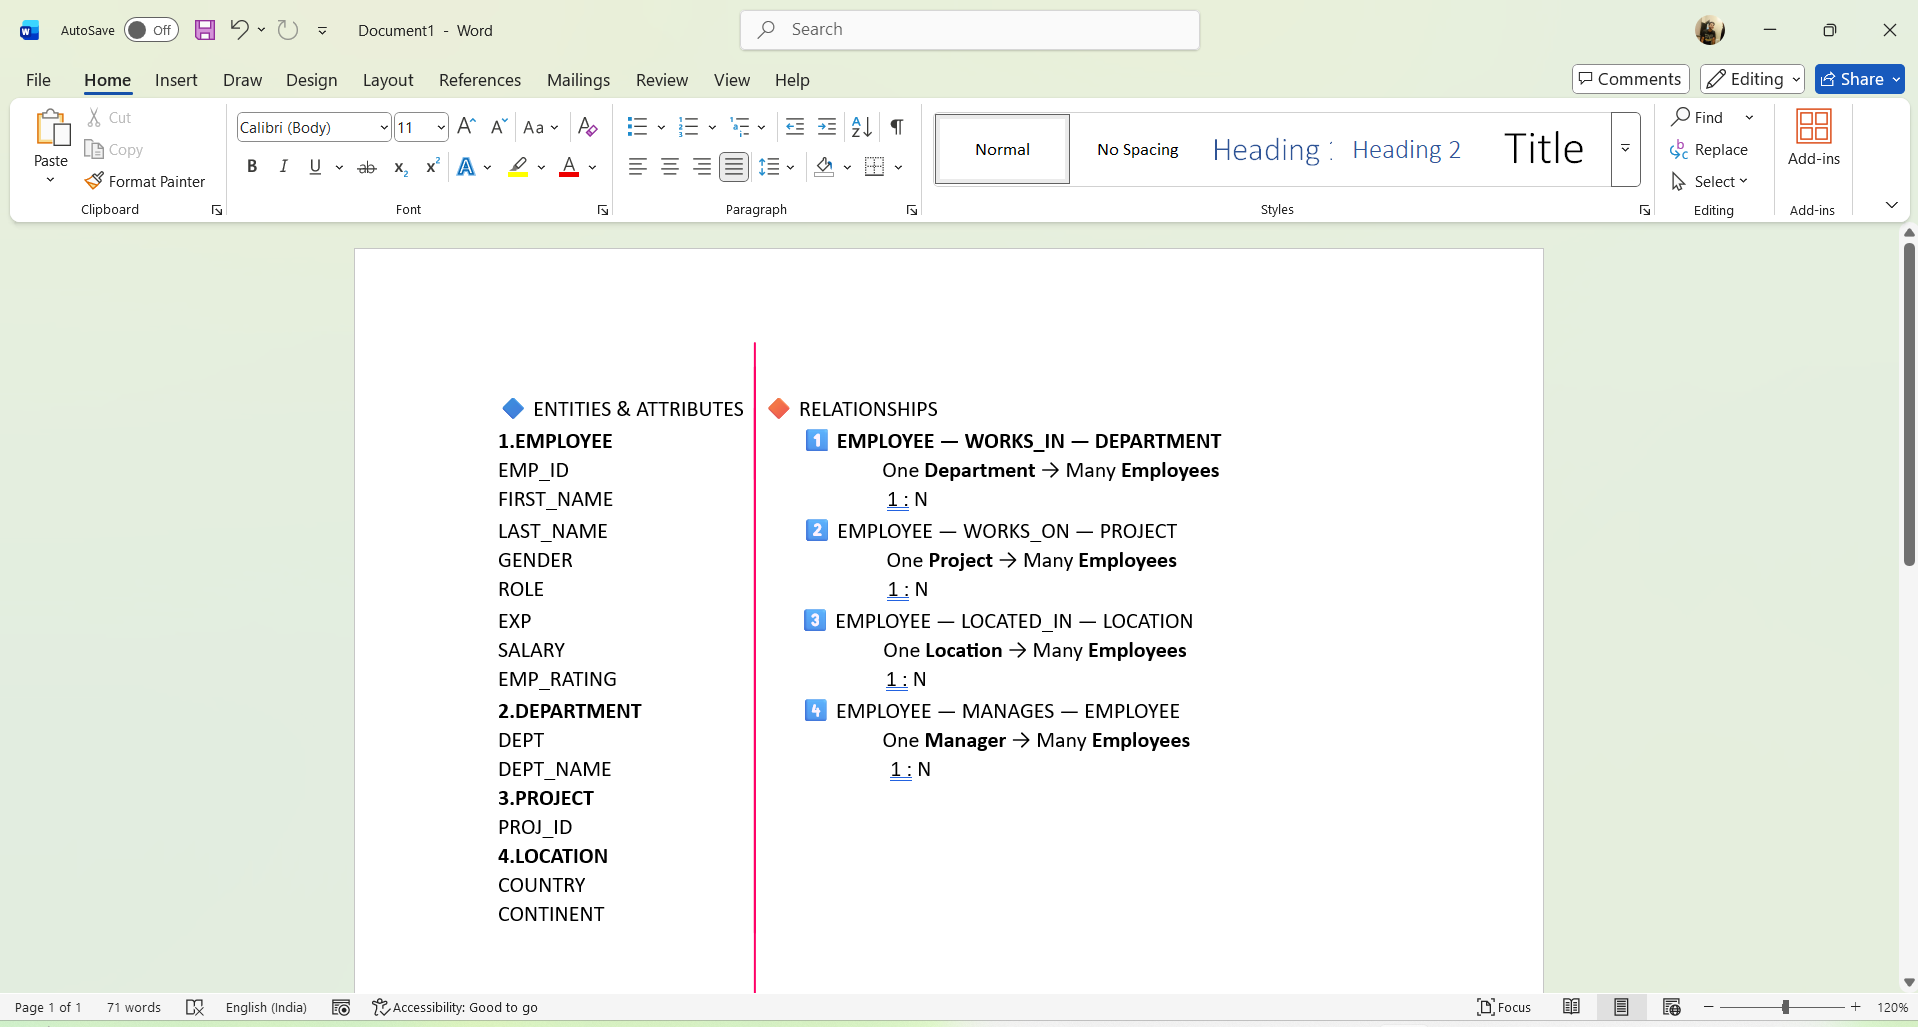 AutoSave Off Document1 - Word Search
File Home Insert Draw Design Layout References Mailings Review View Help Comments Editing Share
Paste Cut Copy Format Painter Clipboard
Calibri (Body) 11 Font
Paragraph
Normal No Spacing Heading 1 Heading 2 Title Styles
Find Replace Select Editing
Add-ins Add-ins
🔷 ENTITIES & ATTRIBUTES
1.EMPLOYEE
EMP_ID
FIRST_NAME
LAST_NAME
GENDER
ROLE
EXP
SALARY
EMP_RATING
2.DEPARTMENT
DEPT
DEPT_NAME
3.PROJECT
PROJ_ID
4.LOCATION
COUNTRY
CONTINENT
🔶 RELATIONSHIPS
1️⃣ EMPLOYEE — WORKS_IN — DEPARTMENT
One Department → Many Employees
1 : N
2️⃣ EMPLOYEE — WORKS_ON — PROJECT
One Project → Many Employees
1 : N
3️⃣ EMPLOYEE — LOCATED_IN — LOCATION
One Location → Many Employees
1 : N
4️⃣ EMPLOYEE — MANAGES — EMPLOYEE
One Manager → Many Employees
1 : N
Page 1 of 1 71 words English (India) Accessibility: Good to go Focus 120%